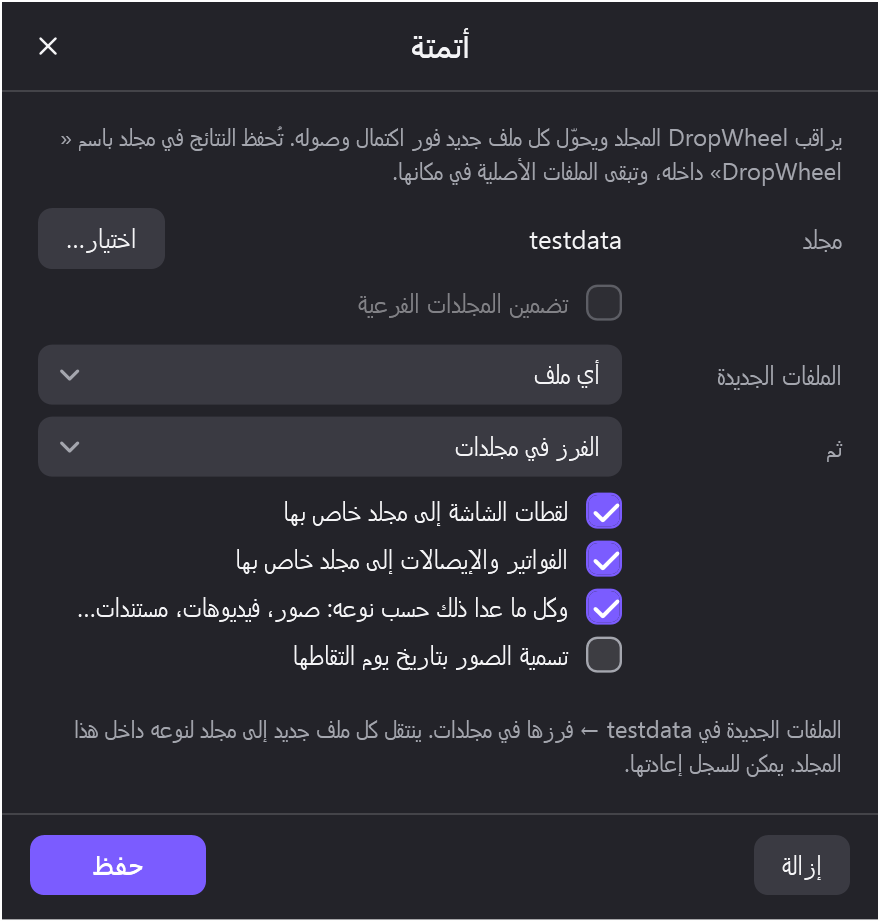 أتمتة
يراقب DropWheel المجلد ويحوّل كل ملف جديد فور اكتمال وصوله. تُحفظ النتائج في مجلد باسم «
DropWheel» داخله، وتبقى الملفات الأصلية في مكانها.
مجلد
testdata
اختيار...
تضمين المجلدات الفرعية
الملفات الجديدة
أي ملف
ثم
الفرز في مجلدات
لقطات الشاشة إلى مجلد خاص بها
الفواتير والإيصالات إلى مجلد خاص بها
وكل ما عدا ذلك حسب نوعه: صور، فيديوهات، مستندات...
تسمية الصور بتاريخ يوم التقاطها
الملفات الجديدة في testdata ← فرزها في مجلدات. ينتقل كل ملف جديد إلى مجلد لنوعه داخل هذا
المجلد. يمكن للسجل إعادتها.
إزالة
حفظ